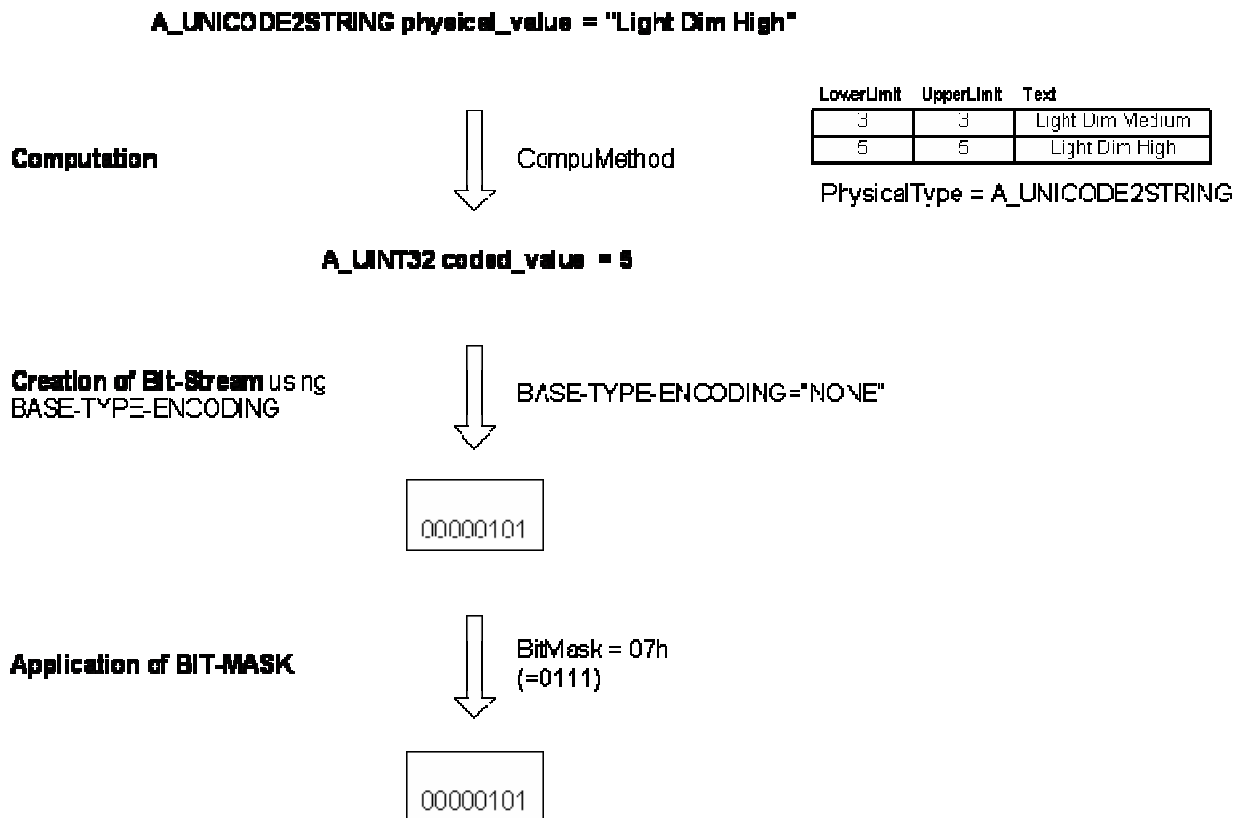 A_UNICODE2STRING physical_value = "Light Dim High"
LowerLimit UpperLimit Text
3 3 Light Dim Medium
5 5 Light Dim High
PhysicalType = A_UNICODE2STRING
Computation
CompuMethod
A_UINT32 coded_value = 5
Creation of Bit-Stream using
BASE-TYPE-ENCODING
BASE-TYPE-ENCODING="NONE"
00000101
Application of BIT-MASK
BitMask = 07h
(=0111)
00000101